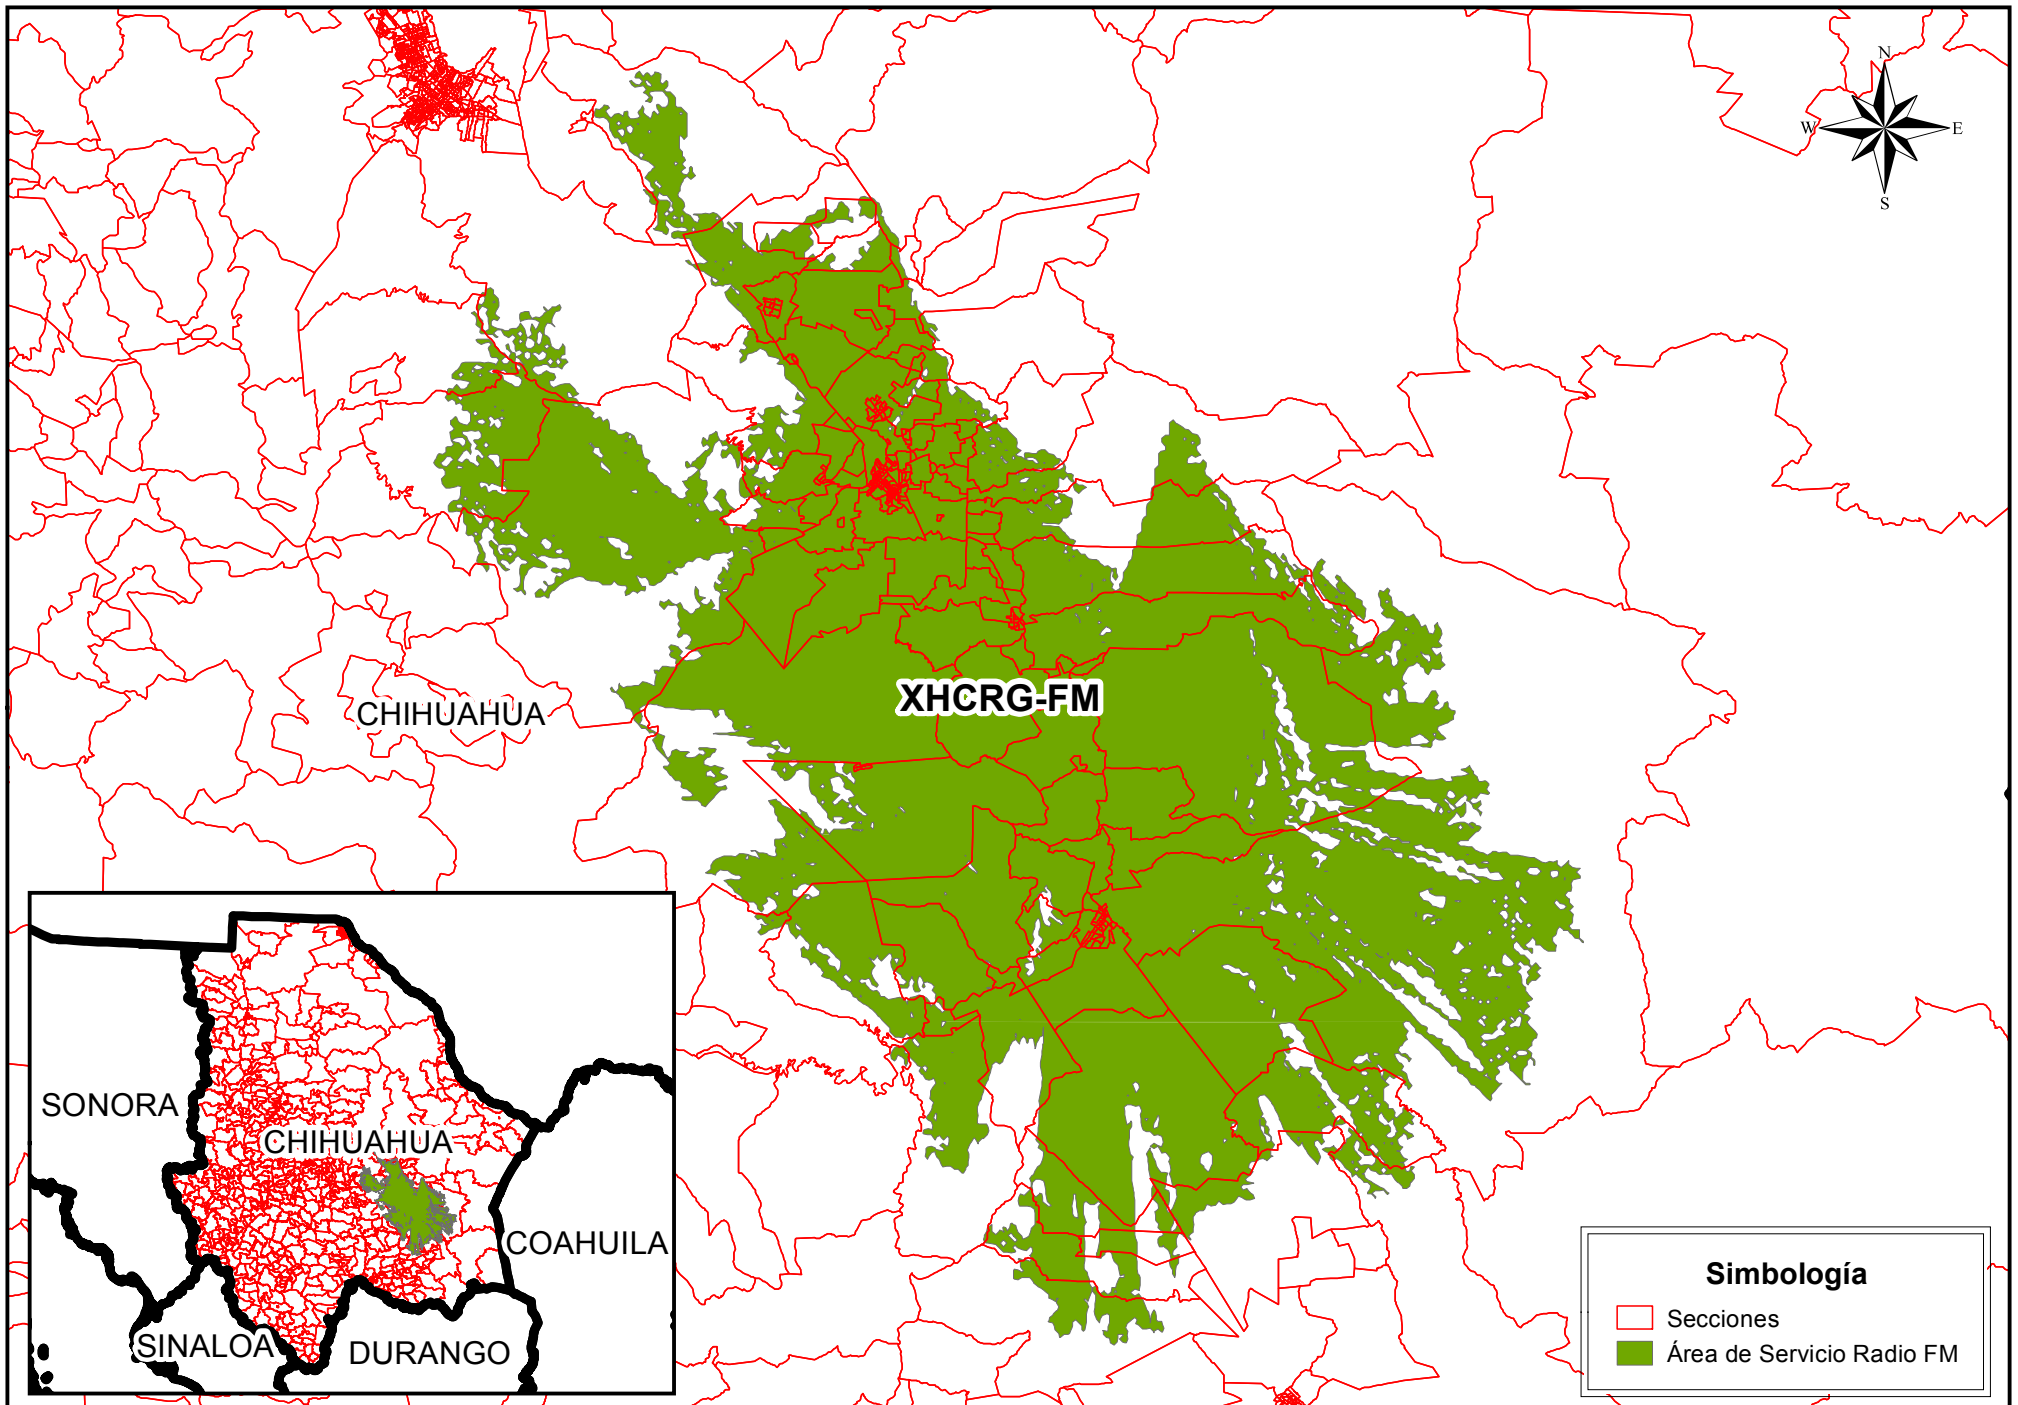 N
W E
S
XHCRG-FM
CHIHUAHUA
SONORA
CHIHUAHUA
COAHUILA
SINALOA
DURANGO
Simbología
Secciones
Área de Servicio Radio FM